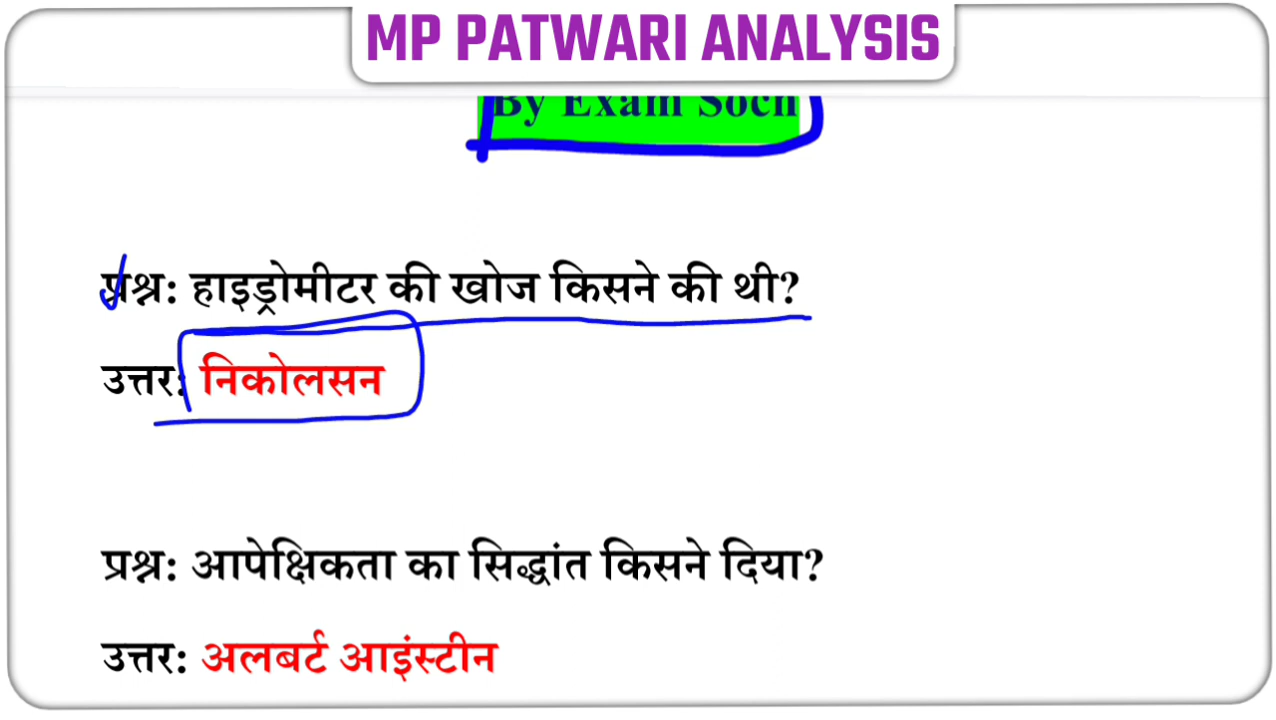 MP PATWARI ANALYSIS
By Exam Soch
प्रश्न: हाइड्रोमीटर की खोज किसने की थी?
उत्तर: निकोलसन
प्रश्न: आपेक्षिकता का सिद्धांत किसने दिया?
उत्तर: अलबर्ट आइंस्टीन